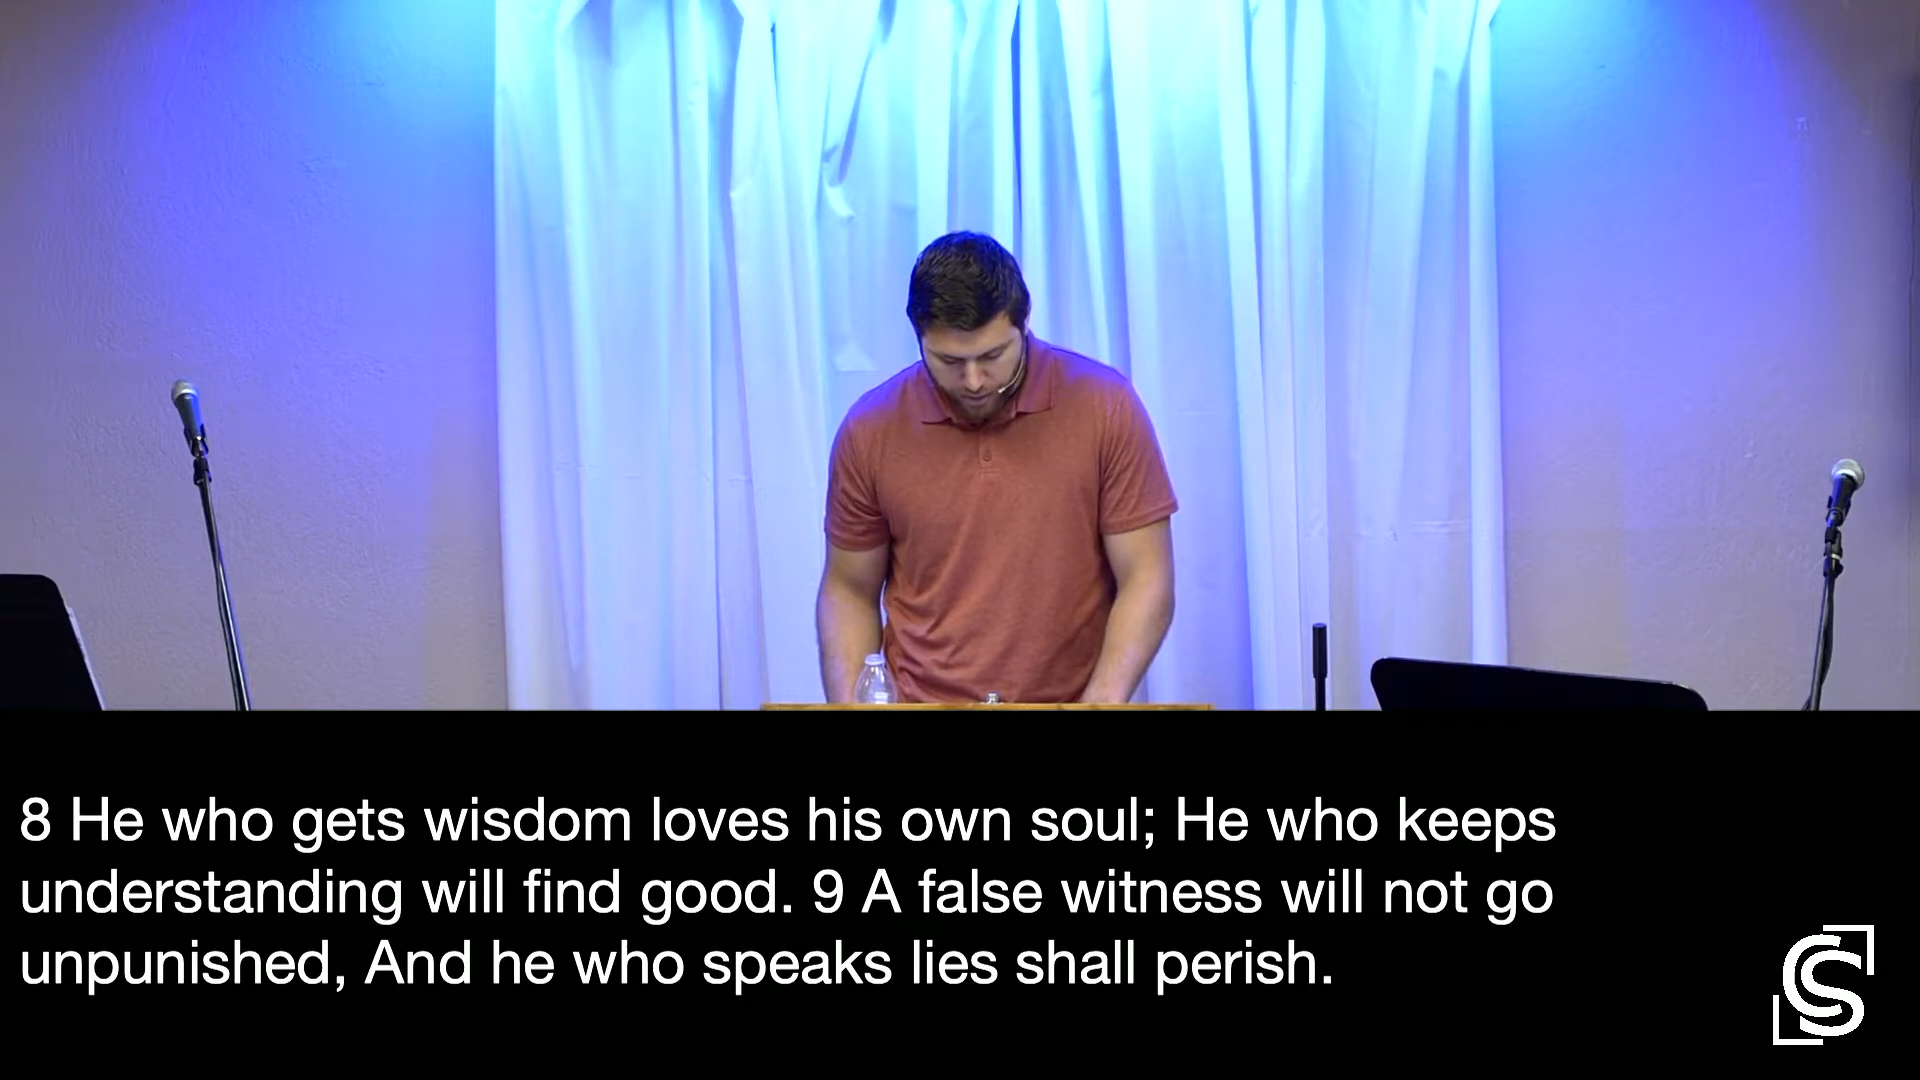 8 He who gets wisdom loves his own soul; He who keeps
understanding will find good. 9 A false witness will not go
unpunished, And he who speaks lies shall perish.
CS